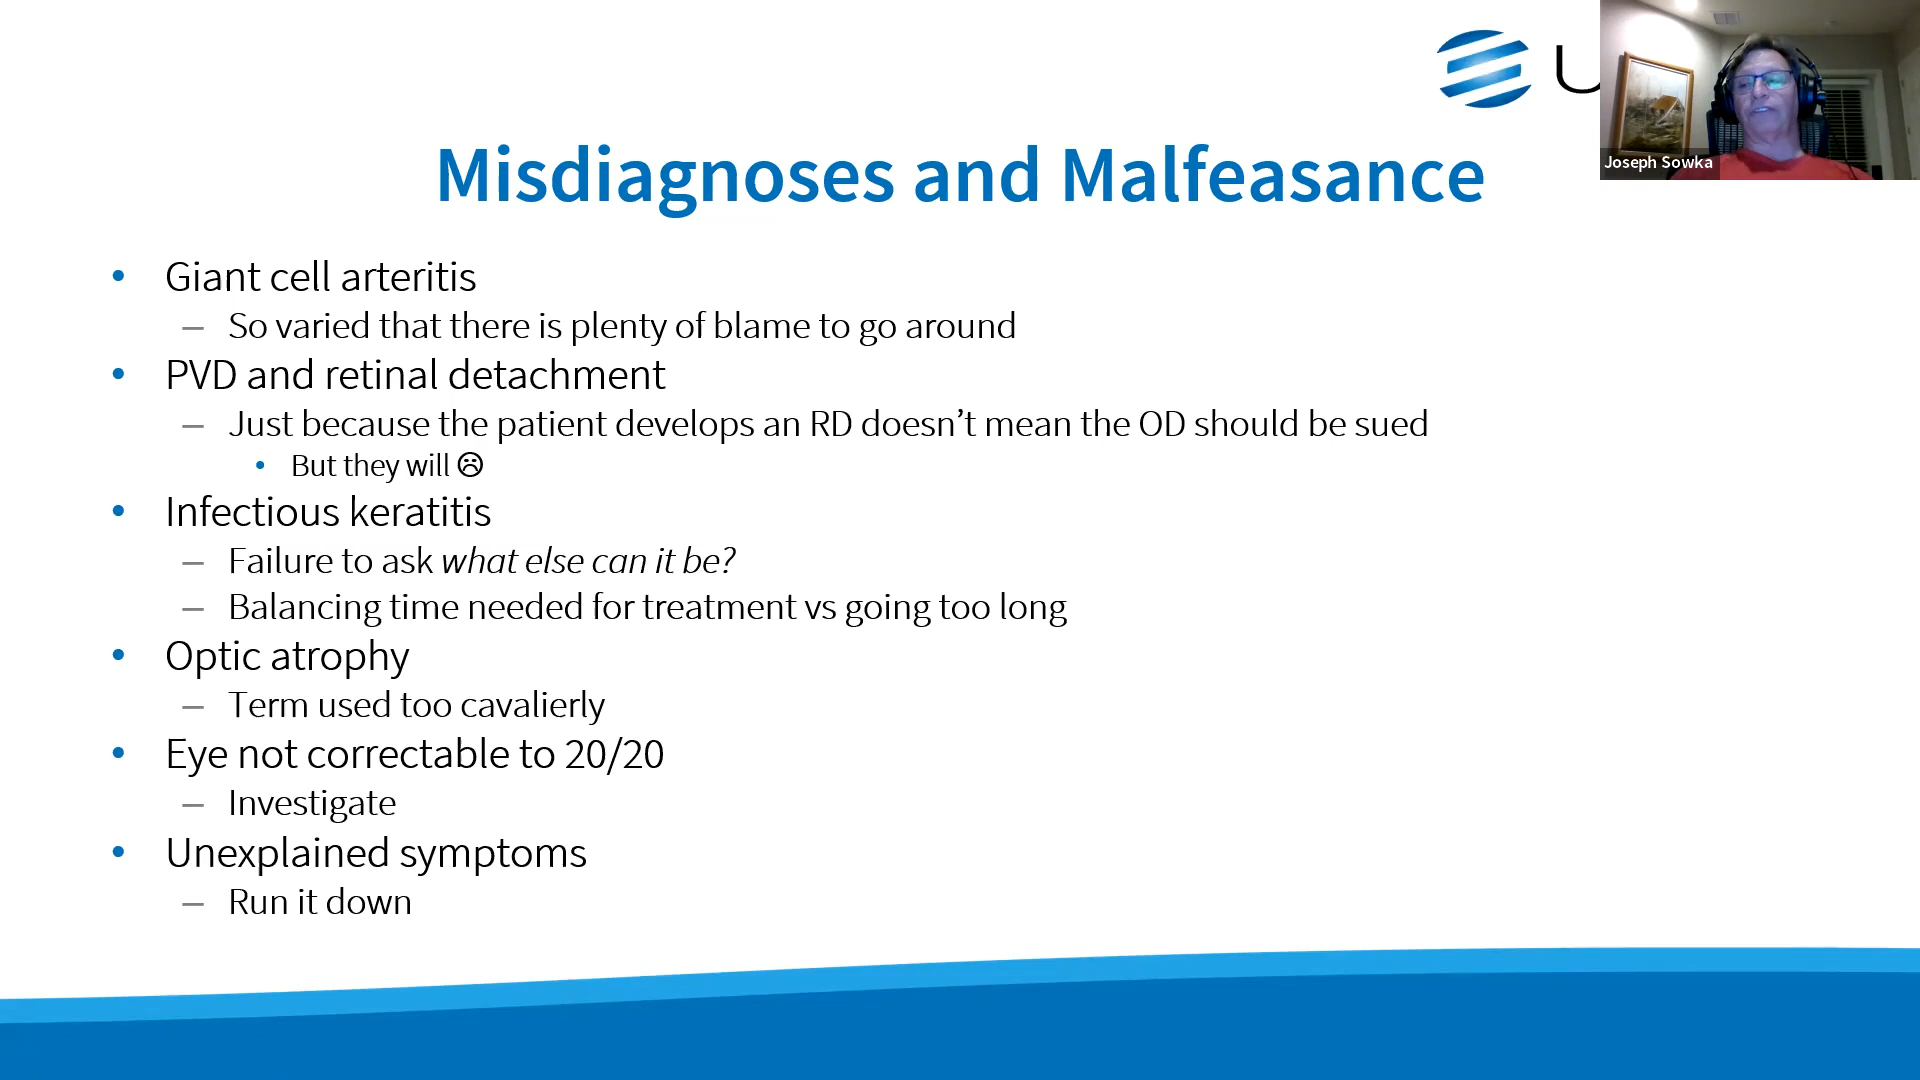 U
Joseph Sowka
Misdiagnoses and Malfeasance
• Giant cell arteritis
– So varied that there is plenty of blame to go around
• PVD and retinal detachment
– Just because the patient develops an RD doesn’t mean the OD should be sued
• But they will ☹
• Infectious keratitis
– Failure to ask what else can it be?
– Balancing time needed for treatment vs going too long
• Optic atrophy
– Term used too cavalierly
• Eye not correctable to 20/20
– Investigate
• Unexplained symptoms
– Run it down